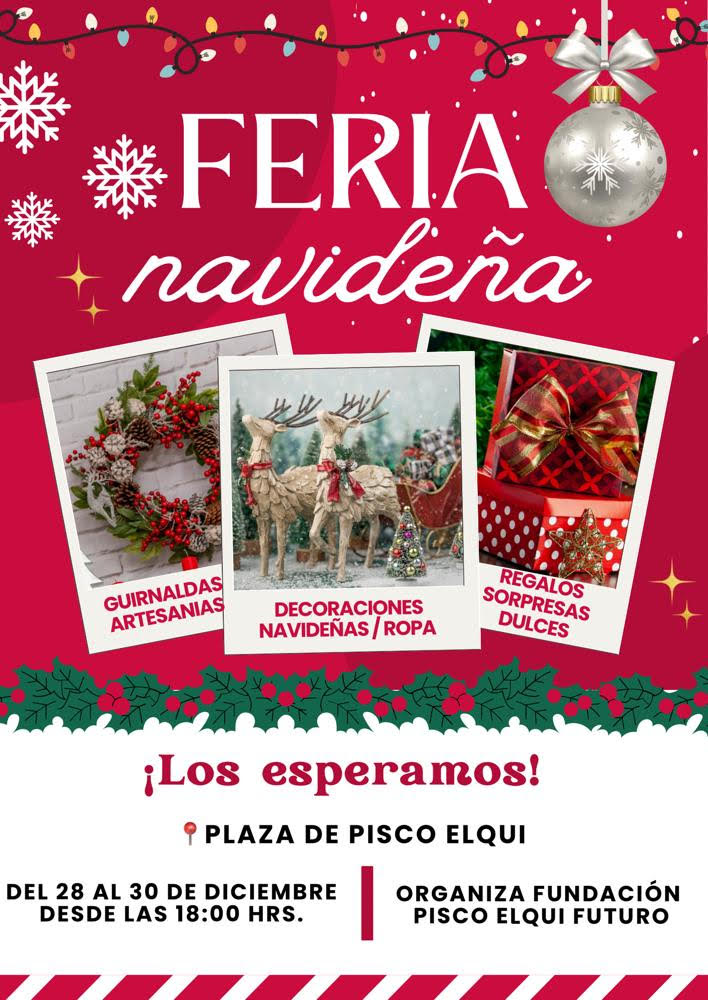 FERIA
navideña
GUIRNALDAS
ARTESANIAS
DECORACIONES
NAVIDEÑAS / ROPA
REGALOS
SORPRESAS
DULCES
¡Los esperamos!
PLAZA DE PISCO ELQUI
DEL 28 AL 30 DE DICIEMBRE
DESDE LAS 18:00 HRS.
ORGANIZA FUNDACIÓN
PISCO ELQUI FUTURO